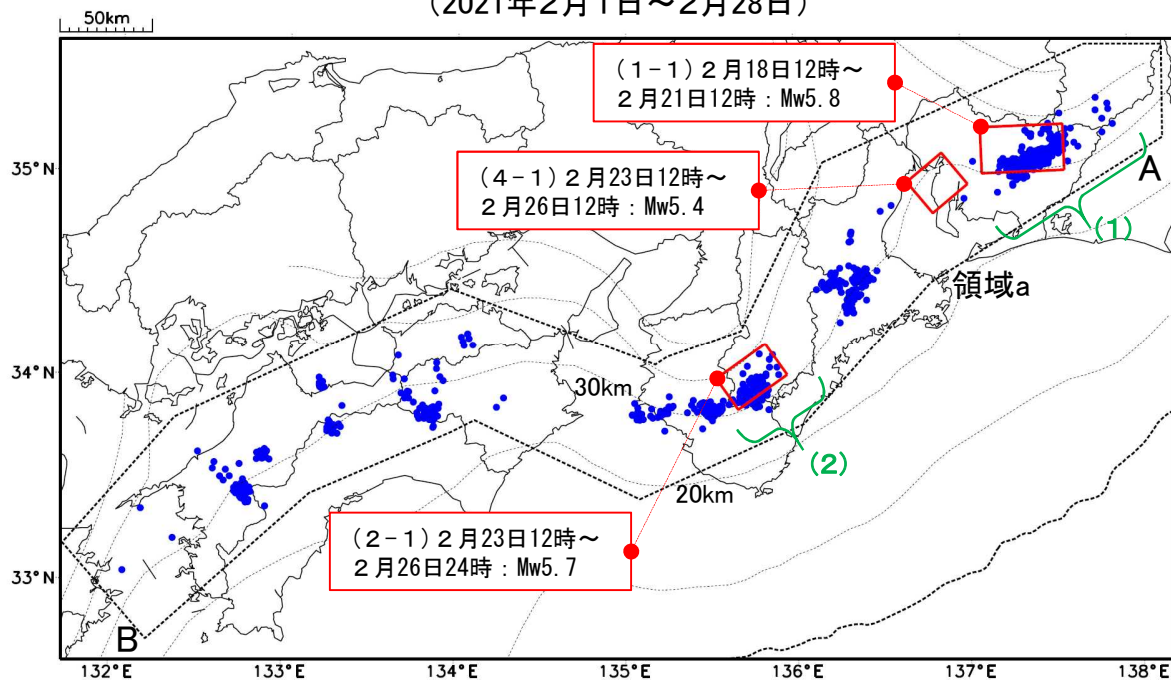 (2021年2月1日～2月28日)
50km
(1-1) 2月18日12時～
2月21日12時：Mw5.8
(4-1) 2月23日12時～
2月26日12時：Mw5.4
35°N
A
(1)
領域a
34°N
30km
(2)
20km
(2-1) 2月23日12時～
2月26日24時：Mw5.7
33°N
B
132°E 133°E 134°E 135°E 136°E 137°E 138°E